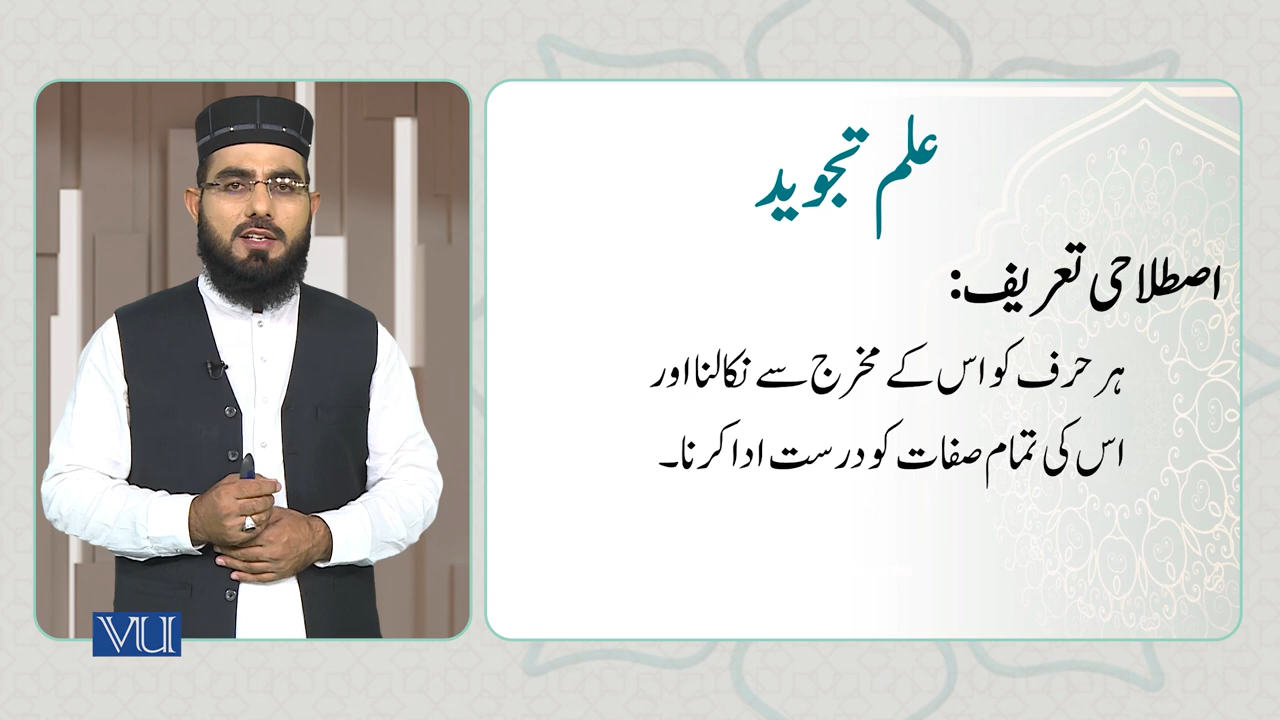 علم تجوید
اصطلاحی تعریف:
ہر حرف کو اس کے مخرج سے نکالنا اور
اس کی تمام صفات کو درست ادا کرنا۔
VU